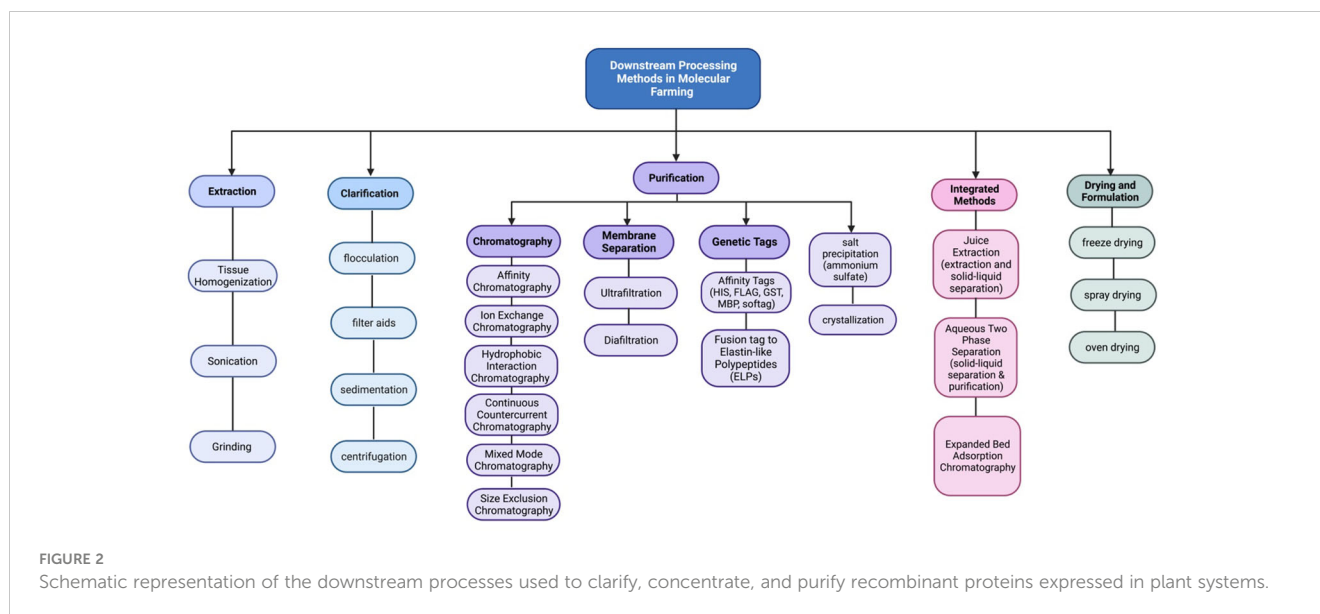 Downstream Processing
Methods in Molecular
Farming
Extraction
Tissue
Homogenization
Sonication
Grinding
Clarification
flocculation
filter aids
sedimentation
centrifugation
Purification
Chromatography
Affinity
Chromatography
Ion Exchange
Chromatography
Hydrophobic
Interaction
Chromatography
Continuous
Countercurrent
Chromatography
Mixed Mode
Chromatography
Size Exclusion
Chromatography
Membrane
Separation
Ultrafiltration
Diafiltration
Genetic Tags
Affinity Tags
(HIS, FLAG, GST,
MBP, softag)
Fusion tag to
Elastin-like
Polypeptides
(ELPs)
salt
precipitation
(ammonium
sulfate)
crystallization
Integrated
Methods
Juice
Extraction
(extraction and
solid-liquid
separation)
Aqueous Two
Phase
Separation
(solid-liquid
separation &
purification)
Expanded Bed
Adsorption
Chromatography
Drying and
Formulation
freeze drying
spray drying
oven drying
FIGURE 2
Schematic representation of the downstream processes used to clarify, concentrate, and purify recombinant proteins expressed in plant systems.